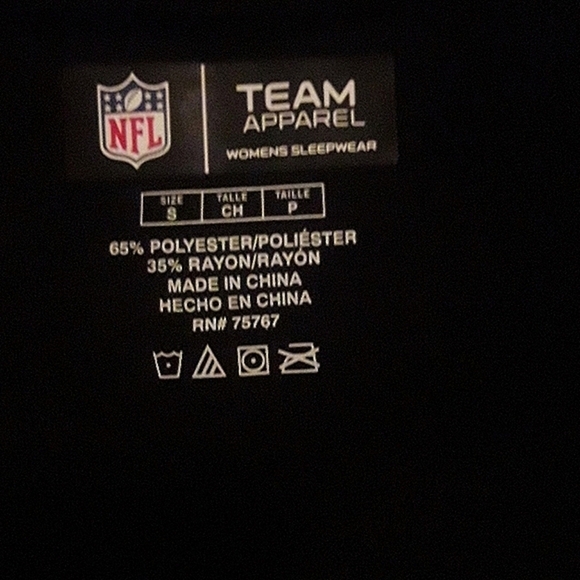 NFL
TEAM
APPAREL
WOMENS SLEEPWEAR
SIZE TALLE TAILLE
S CH P
65% POLYESTER/POLIÉSTER
35% RAYON/RAYÓN
MADE IN CHINA
HECHO EN CHINA
RN# 75767